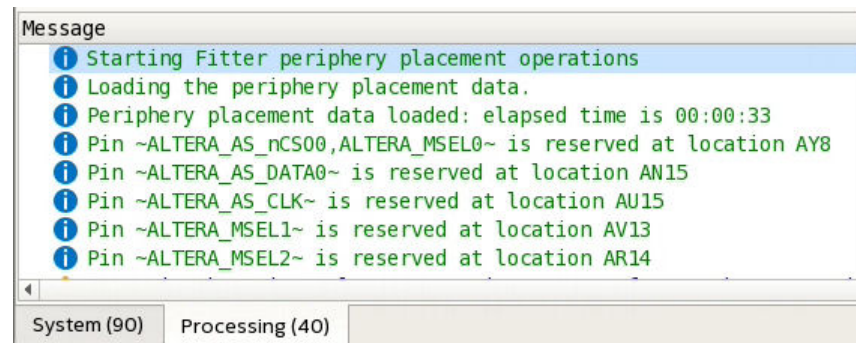 Message
Starting Fitter periphery placement operations
Loading the periphery placement data.
Periphery placement data loaded: elapsed time is 00:00:33
Pin ~ALTERA_AS_nCSO0,ALTERA_MSEL0~ is reserved at location AY8
Pin ~ALTERA_AS_DATA0~ is reserved at location AN15
Pin ~ALTERA_AS_CLK~ is reserved at location AU15
Pin ~ALTERA_MSEL1~ is reserved at location AV13
Pin ~ALTERA_MSEL2~ is reserved at location AR14
System (90) Processing (40)